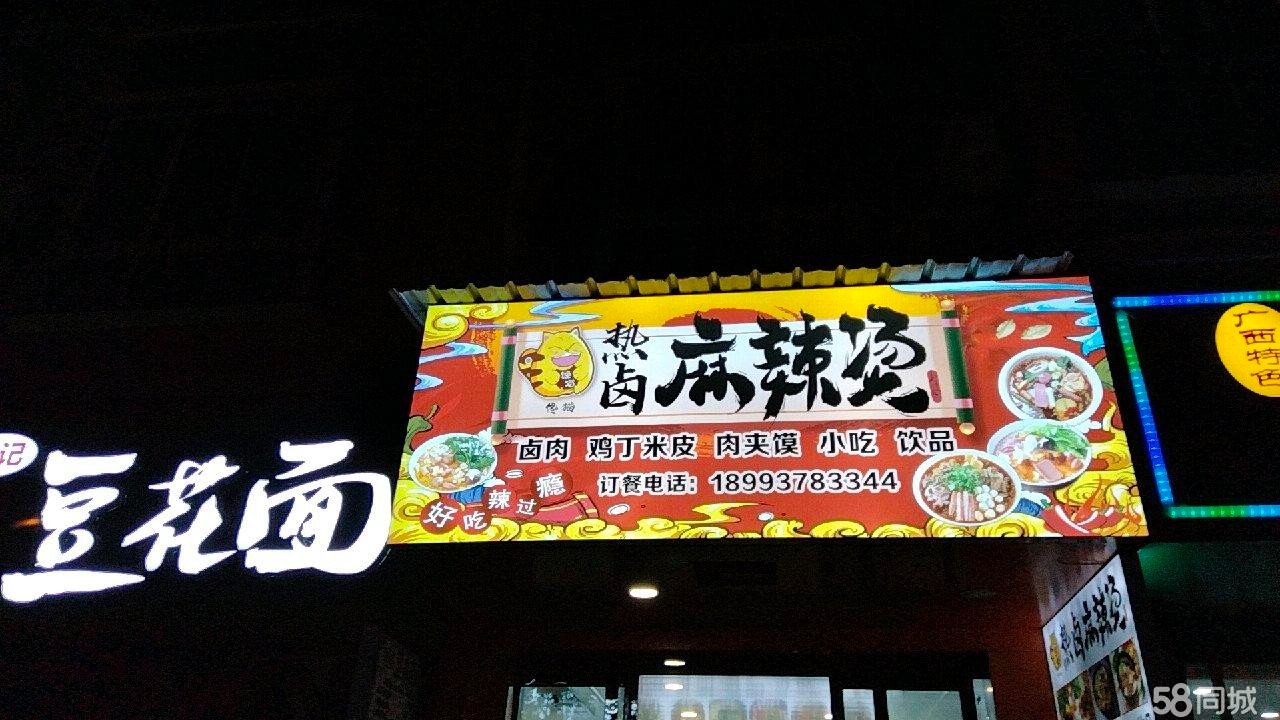 热卤麻辣烫
馋猫
卤肉 鸡丁米皮 肉夹馍 小吃 饮品
订餐电话：18993783344
好吃辣过瘾
记
豆花面
广西特色
热卤麻辣烫
58同城